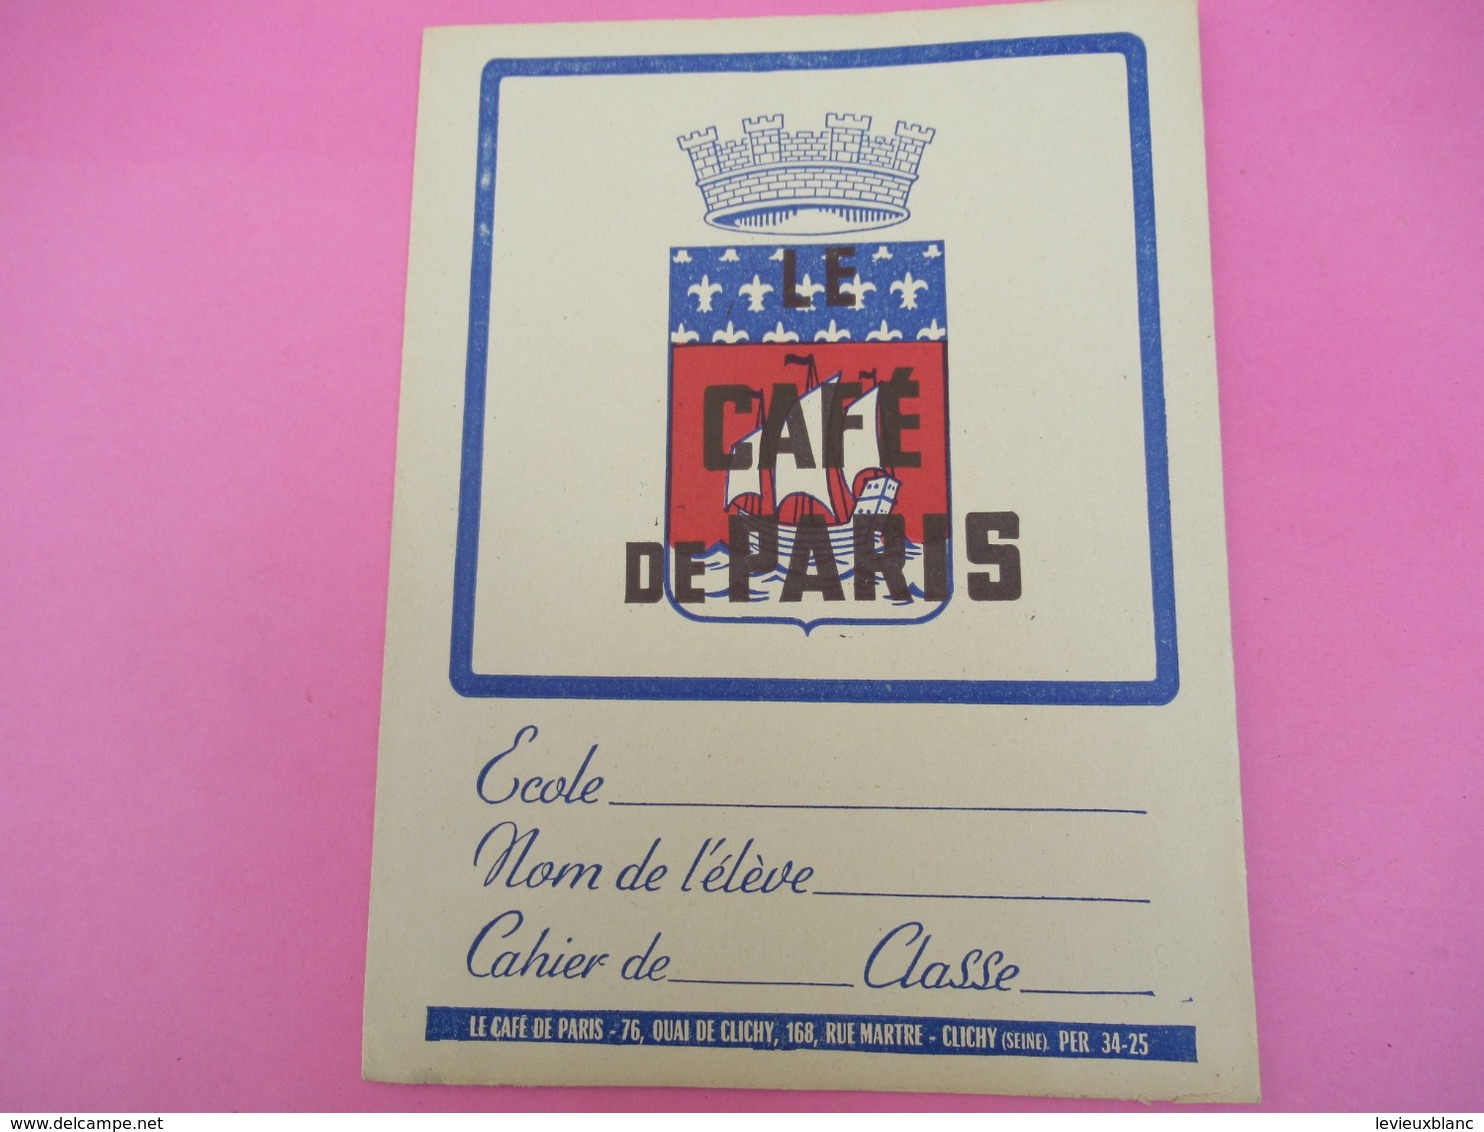 LE
CAFÉ
DE PARIS
Ecole
Nom de l'élève
Cahier de Classe
LE CAFÉ DE PARIS - 76, QUAI DE CLICHY, 168, RUE MARTRE - CLICHY (SEINE). PER 34-25
delcampe.net
levieuxblanc